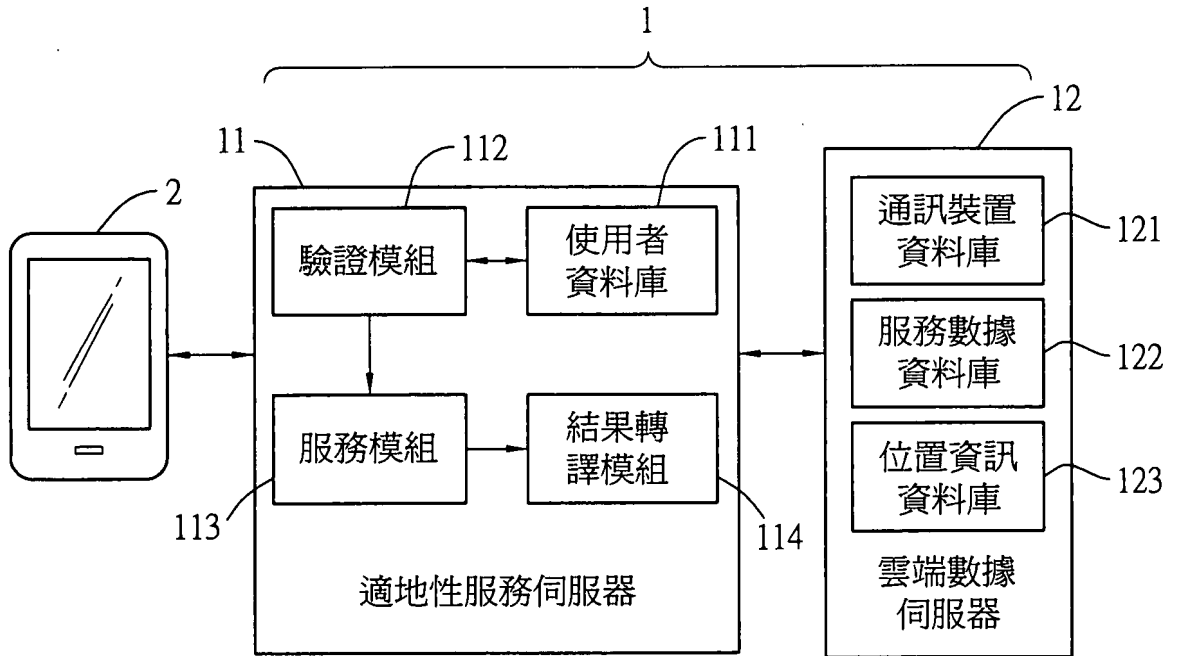 1
12
11
112
111
2
驗證模組
使用者
資料庫
通訊裝置
資料庫
121
服務數據
資料庫
122
服務模組
結果轉
譯模組
位置資訊
資料庫
123
113
114
適地性服務伺服器
雲端數據
伺服器